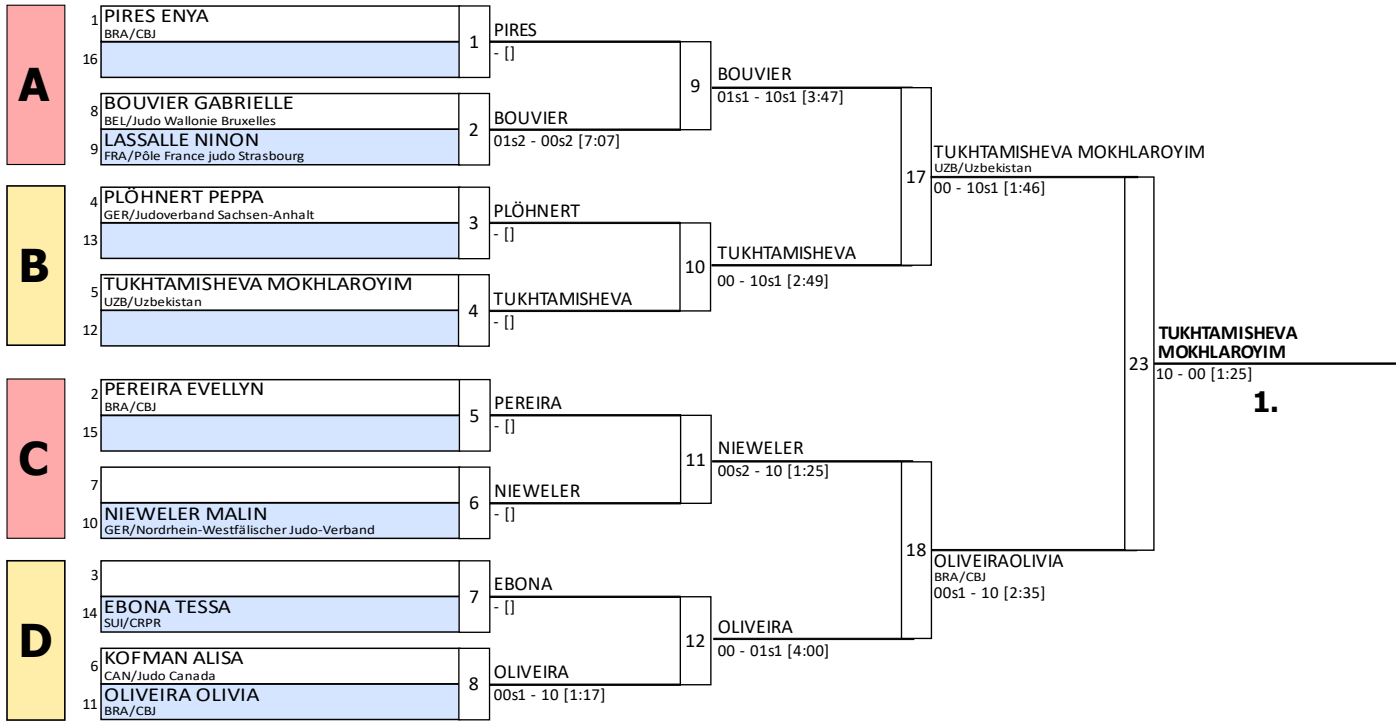 A
1 PIRES ENYA
BRA/CBJ
16
1
PIRES
- []
8 BOUVIER GABRIELLE
BEL/Judo Wallonie Bruxelles
9 LASSALLE NINON
FRA/Pôle France judo Strasbourg
2
BOUVIER
01s2 - 00s2 [7:07]
9
BOUVIER
01s1 - 10s1 [3:47]
B
4 PLÖHNERT PEPPA
GER/Judoverband Sachsen-Anhalt
13
3
PLÖHNERT
- []
5 TUKHTAMISHEVA MOKHLAROYIM
UZB/Uzbekistan
12
4
TUKHTAMISHEVA
- []
10
TUKHTAMISHEVA
00 - 10s1 [2:49]
17
TUKHTAMISHEVA MOKHLAROYIM
UZB/Uzbekistan
00 - 10s1 [1:46]
C
2 PEREIRA EVELLYN
BRA/CBJ
15
5
PEREIRA
- []
7
10 NIEWELER MALIN
GER/Nordrhein-Westfälischer Judo-Verband
6
NIEWELER
- []
11
NIEWELER
00s2 - 10 [1:25]
D
3
14 EBONA TESSA
SUI/CRPR
7
EBONA
- []
6 KOFMAN ALISA
CAN/Judo Canada
11 OLIVEIRA OLIVIA
BRA/CBJ
8
OLIVEIRA
00s1 - 10 [1:17]
12
OLIVEIRA
00 - 01s1 [4:00]
18
OLIVEIRAOLIVIA
BRA/CBJ
00s1 - 10 [2:35]
23
TUKHTAMISHEVA
MOKHLAROYIM
10 - 00 [1:25]
1.